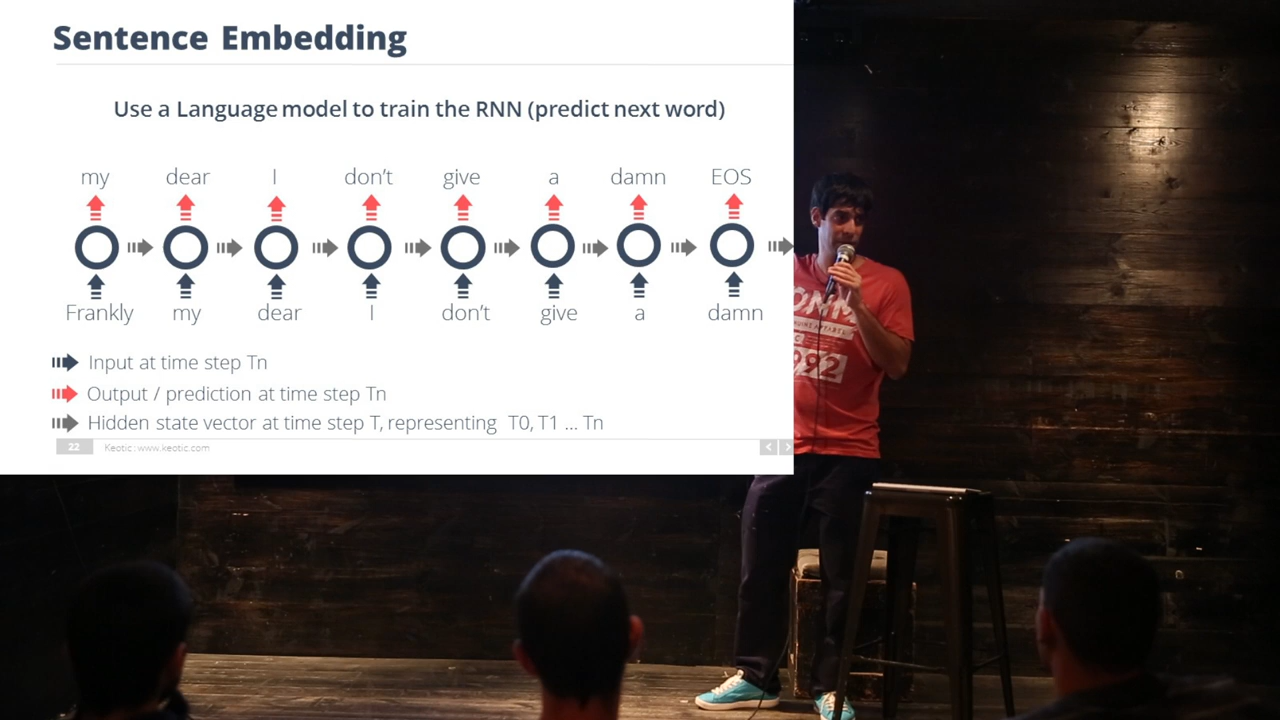 Sentence Embedding
Use a Language model to train the RNN (predict next word)
my dear I don't give a damn EOS
Frankly my dear I don't give a damn
Input at time step Tn
Output / prediction at time step Tn
Hidden state vector at time step T, representing T0, T1 ... Tn
22 Keotic : www.keotic.com
992